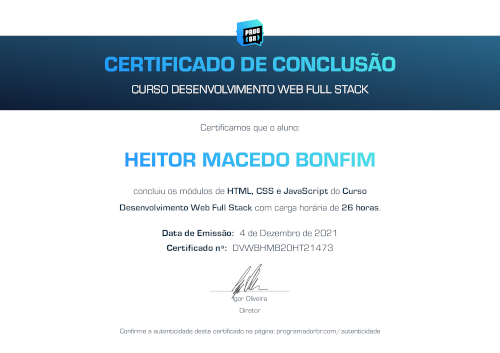 PROG
{BR}
CERTIFICADO DE CONCLUSÃO
CURSO DESENVOLVIMENTO WEB FULL STACK
Certificamos que o aluno:
HEITOR MACEDO BONFIM
concluiu os módulos de HTML, CSS e JavaScript do Curso
Desenvolvimento Web Full Stack com carga horária de 26 horas.
Data de Emissão: 4 de Dezembro de 2021
Certificado nº: DVWBHMB20HT21473
Igor Oliveira
Diretor
Confirme a autenticidade deste certificado na página: programadorbr.com/autenticidade